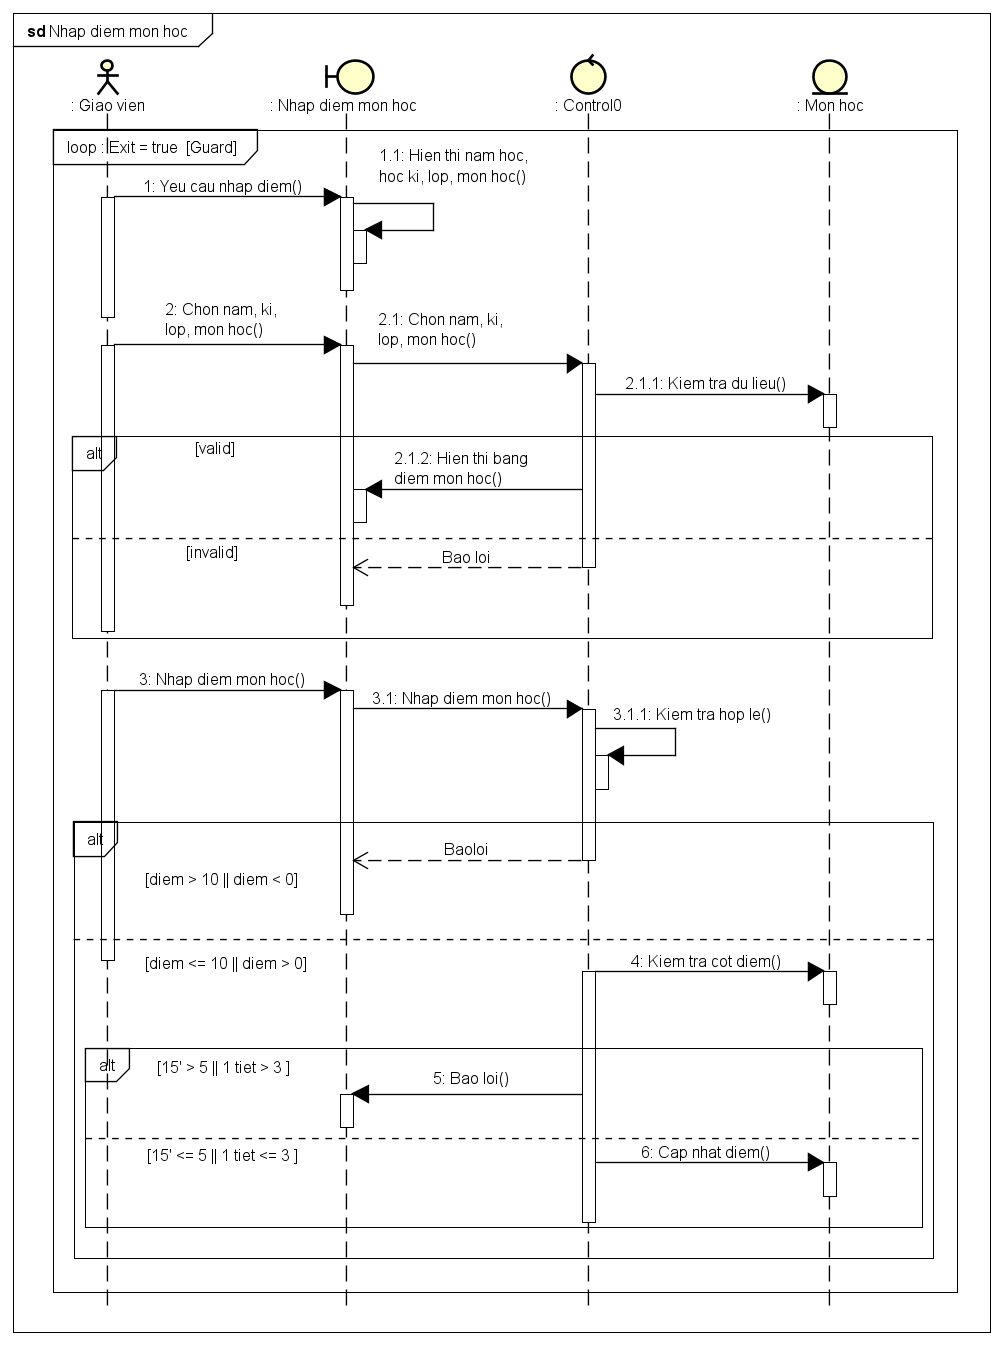 sd Nhap diem mon hoc
: Giao vien
: Nhap diem mon hoc
: Control0
: Mon hoc
loop : Exit = true [Guard]
1.1: Hien thi nam hoc,
hoc ki, lop, mon hoc()
1: Yeu cau nhap diem()
2: Chon nam, ki,
lop, mon hoc()
2.1: Chon nam, ki,
lop, mon hoc()
2.1.1: Kiem tra du lieu()
alt
[valid]
2.1.2: Hien thi bang
diem mon hoc()
[invalid]
Bao loi
3: Nhap diem mon hoc()
3.1: Nhap diem mon hoc()
3.1.1: Kiem tra hop le()
alt
Baoloi
[diem > 10 || diem < 0]
[diem <= 10 || diem > 0]
4: Kiem tra cot diem()
alt
[15' > 5 || 1 tiet > 3 ]
5: Bao loi()
[15' <= 5 || 1 tiet <= 3 ]
6: Cap nhat diem()